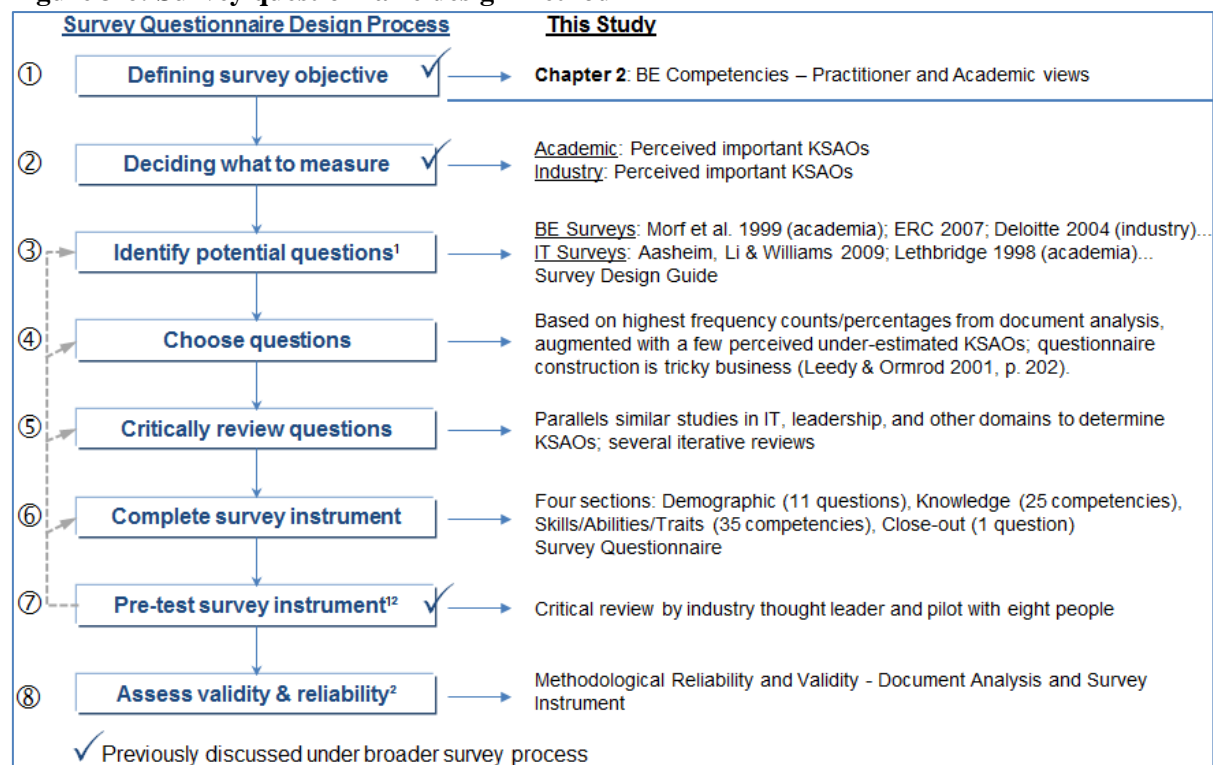 Figure Survey questionnaire design method
Survey Questionnaire Design Process This Study
① Defining survey objective ✓ Chapter 2: BE Competencies – Practitioner and Academic views
② Deciding what to measure ✓ Academic: Perceived important KSAOs
Industry: Perceived important KSAOs
③ Identify potential questions¹ BE Surveys: Morf et al. 1999 (academia); ERC 2007; Deloitte 2004 (industry)...
IT Surveys: Aasheim, Li & Williams 2009; Lethbridge 1998 (academia)...
Survey Design Guide
④ Choose questions Based on highest frequency counts/percentages from document analysis,
augmented with a few perceived under-estimated KSAOs; questionnaire
construction is tricky business (Leedy & Ormrod 2001, p. 202).
⑤ Critically review questions Parallels similar studies in IT, leadership, and other domains to determine
KSAOs; several iterative reviews
⑥ Complete survey instrument Four sections: Demographic (11 questions), Knowledge (25 competencies),
Skills/Abilities/Traits (35 competencies), Close-out (1 question)
Survey Questionnaire
⑦ Pre-test survey instrument¹² ✓ Critical review by industry thought leader and pilot with eight people
⑧ Assess validity & reliability² Methodological Reliability and Validity - Document Analysis and Survey
Instrument
✓ Previously discussed under broader survey process